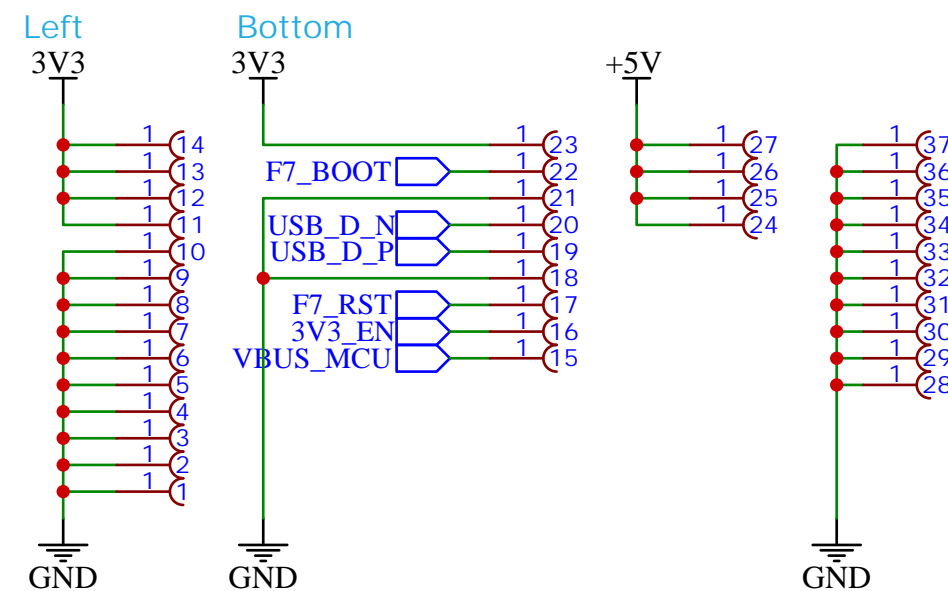 Left
Bottom
3V3
3V3
+5V
1 14
1 13
1 12
1 11
1 10
1 9
1 8
1 7
1 6
1 5
1 4
1 3
1 2
1 1
GND
1 23
F7_BOOT 1 22
1 21
USB_D_N 1 20
USB_D_P 1 19
1 18
F7_RST 1 17
3V3_EN 1 16
VBUS_MCU 1 15
GND
1 27
1 26
1 25
1 24
1 37
1 36
1 35
1 34
1 33
1 32
1 31
1 30
1 29
1 28
GND